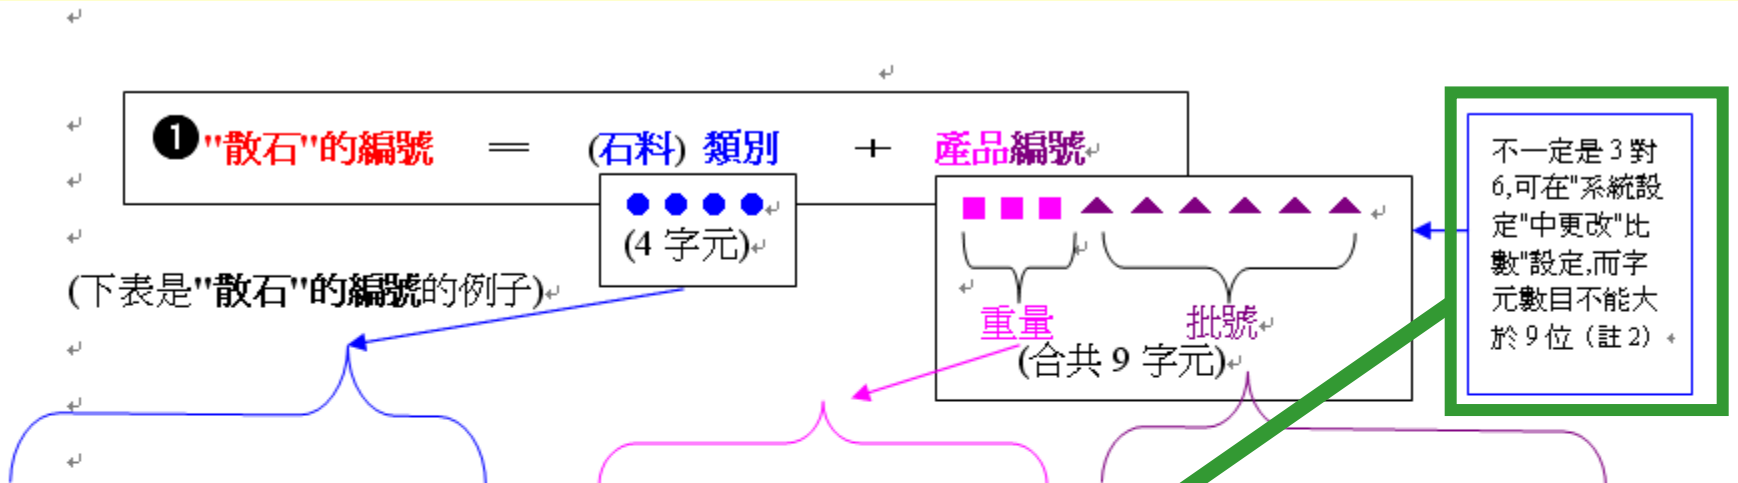 ❶"散石"的編號 = (石料) 類別 + 產品編號
(4 字元)
重量 批號
(合共 9 字元)
不一定是 3 對
6,可在"系統設
定"中更改"比
數"設定,而字
元數目不能大
於 9 位（註 2）
(下表是"散石"的編號的例子)